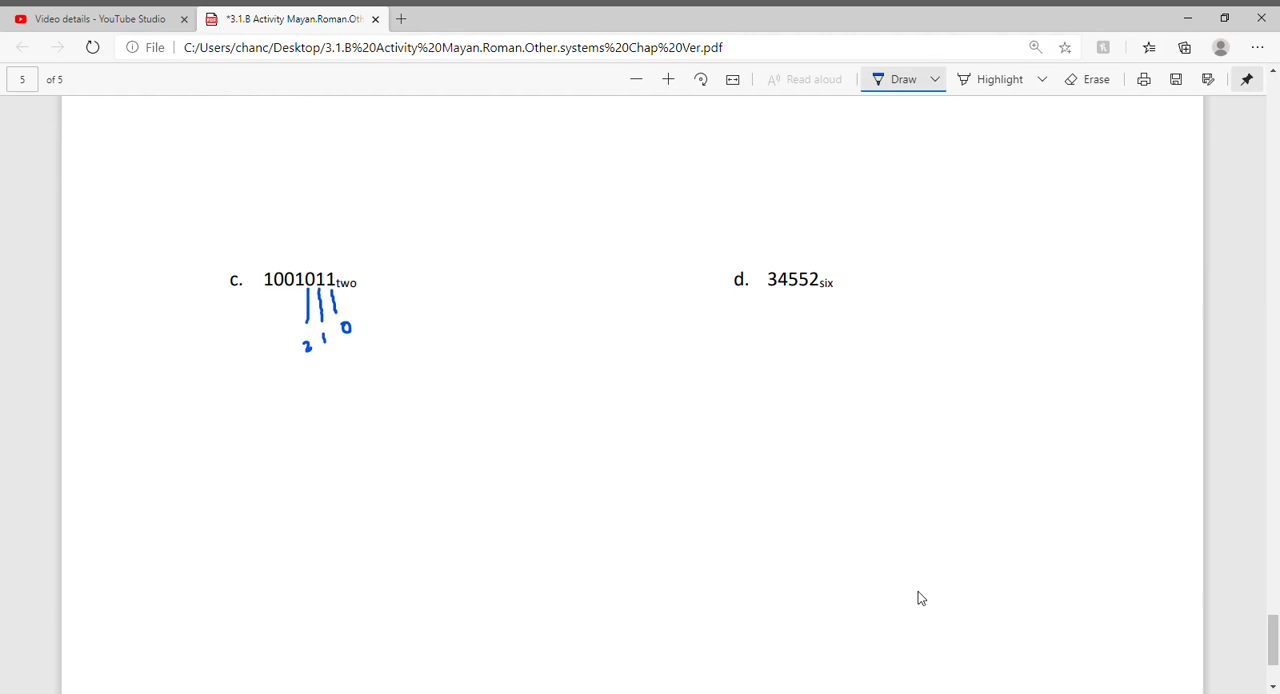 Video details - YouTube Studio
*3.1.B Activity Mayan.Roman.Oth
File
C:/Users/chanc/Desktop/3.1.B%20Activity%20Mayan.Roman.Other.systems%20Chap%20Ver.pdf
5 of 5
Read aloud
Draw
Highlight
Erase
c. 1001011two
d. 34552six
2 1 0